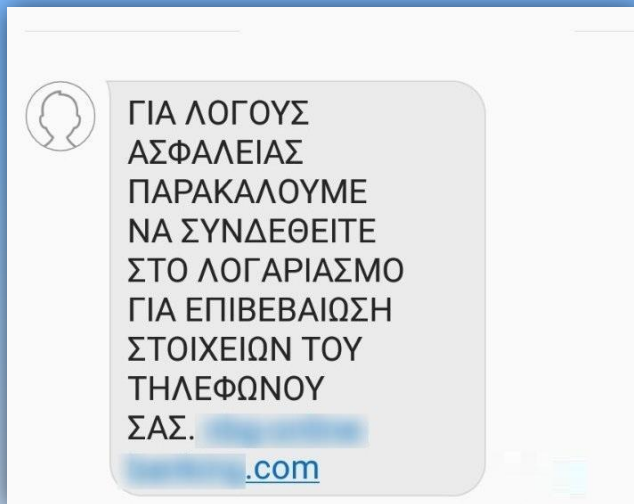 ΓΙΑ ΛΟΓΟΥΣ
ΑΣΦΑΛΕΙΑΣ
ΠΑΡΑΚΑΛΟΥΜΕ
ΝΑ ΣΥΝΔΕΘΕΙΤΕ
ΣΤΟ ΛΟΓΑΡΙΑΣΜΟ
ΓΙΑ ΕΠΙΒΕΒΑΙΩΣΗ
ΣΤΟΙΧΕΙΩΝ ΤΟΥ
ΤΗΛΕΦΩΝΟΥ
ΣΑΣ.
.com